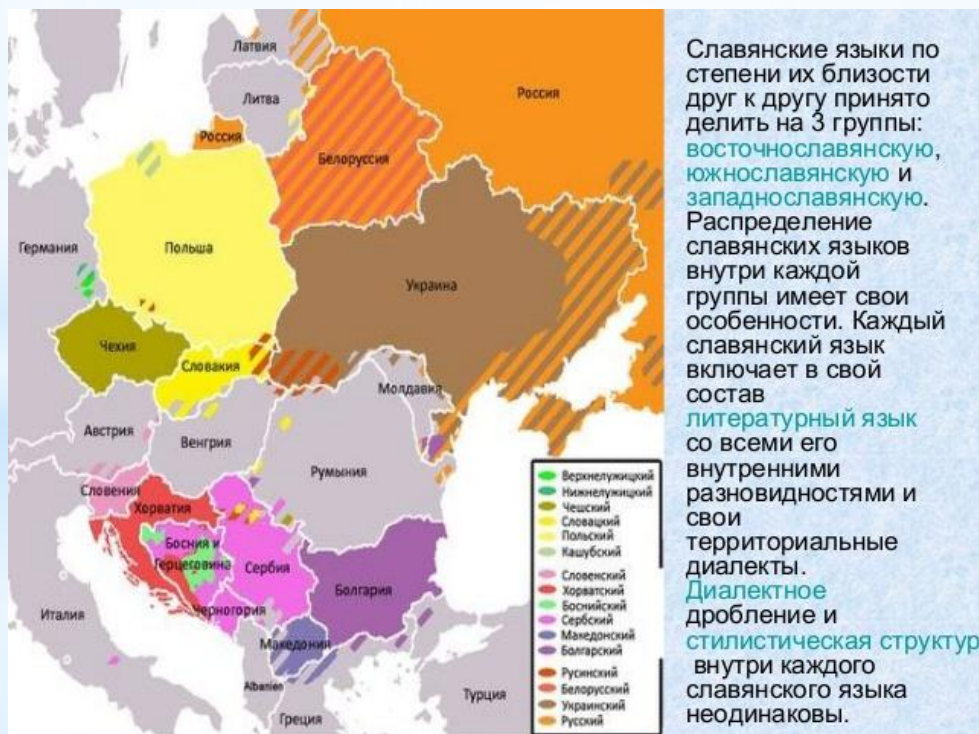 Латвия
Литва
Россия
Россия
Белоруссия
Германия
Польша
Украина
Чехия
Словакия
Молдавия
Австрия
Венгрия
Румыния
Словения
Хорватия
Босния и
Герцеговина
Сербия
Болгария
Италия
Черногория
Македония
Albanien
Греция
Турция
Верхнелужицкий
Нижнелужицкий
Чешский
Словацкий
Польский
Кашубский
Словенский
Хорватский
Боснийский
Сербский
Македонский
Болгарский
Русинский
Белорусский
Украинский
Русский
Славянские языки по
степени их близости
друг к другу принято
делить на 3 группы:
восточнославянскую,
южнославянскую и
западнославянскую.
Распределение
славянских языков
внутри каждой
группы имеет свои
особенности. Каждый
славянский язык
включает в свой
состав
литературный язык
со всеми его
внутренними
разновидностями и
свои
территориальные
диалекты.
Диалектное
дробление и
стилистическая структур
внутри каждого
славянского языка
неодинаковы.